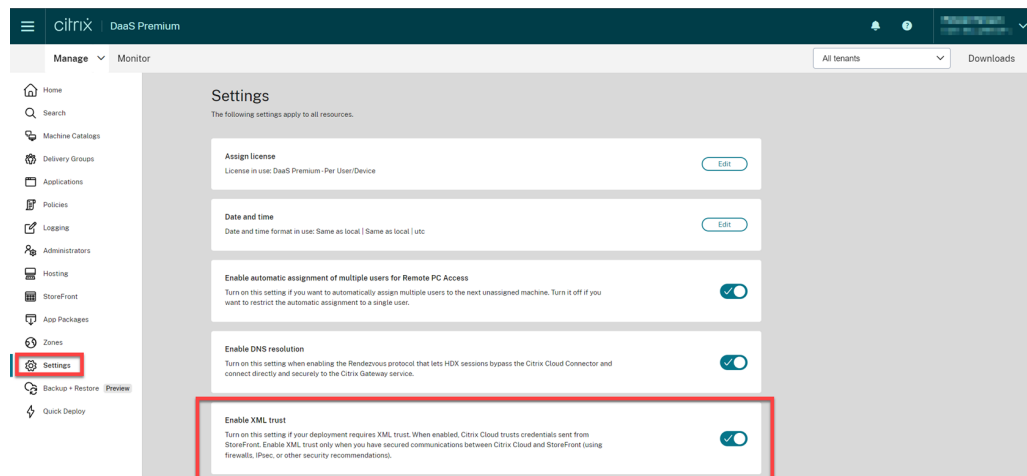 citrix DaaS Premium
Manage Monitor All tenants Downloads
Home
Search
Machine Catalogs
Delivery Groups
Applications
Policies
Logging
Administrators
Hosting
StoreFront
App Packages
Zones
Settings
Backup + Restore Preview
Quick Deploy
Settings
The following settings apply to all resources.
Assign license
License in use: DaaS Premium - Per User/Device
Edit
Date and time
Date and time format in use: Same as local | Same as local | utc
Edit
Enable automatic assignment of multiple users for Remote PC Access
Turn on this setting if you want to automatically assign multiple users to the next unassigned machine. Turn it off if you
want to restrict the automatic assignment to a single user.
Enable DNS resolution
Turn on this setting when enabling the Rendezvous protocol that lets HDX sessions bypass the Citrix Cloud Connector and
connect directly and securely to the Citrix Gateway service.
Enable XML trust
Turn on this setting if your deployment requires XML trust. When enabled, Citrix Cloud trusts credentials sent from
StoreFront. Enable XML trust only when you have secured communications between Citrix Cloud and StoreFront (using
firewalls, IPsec, or other security recommendations).